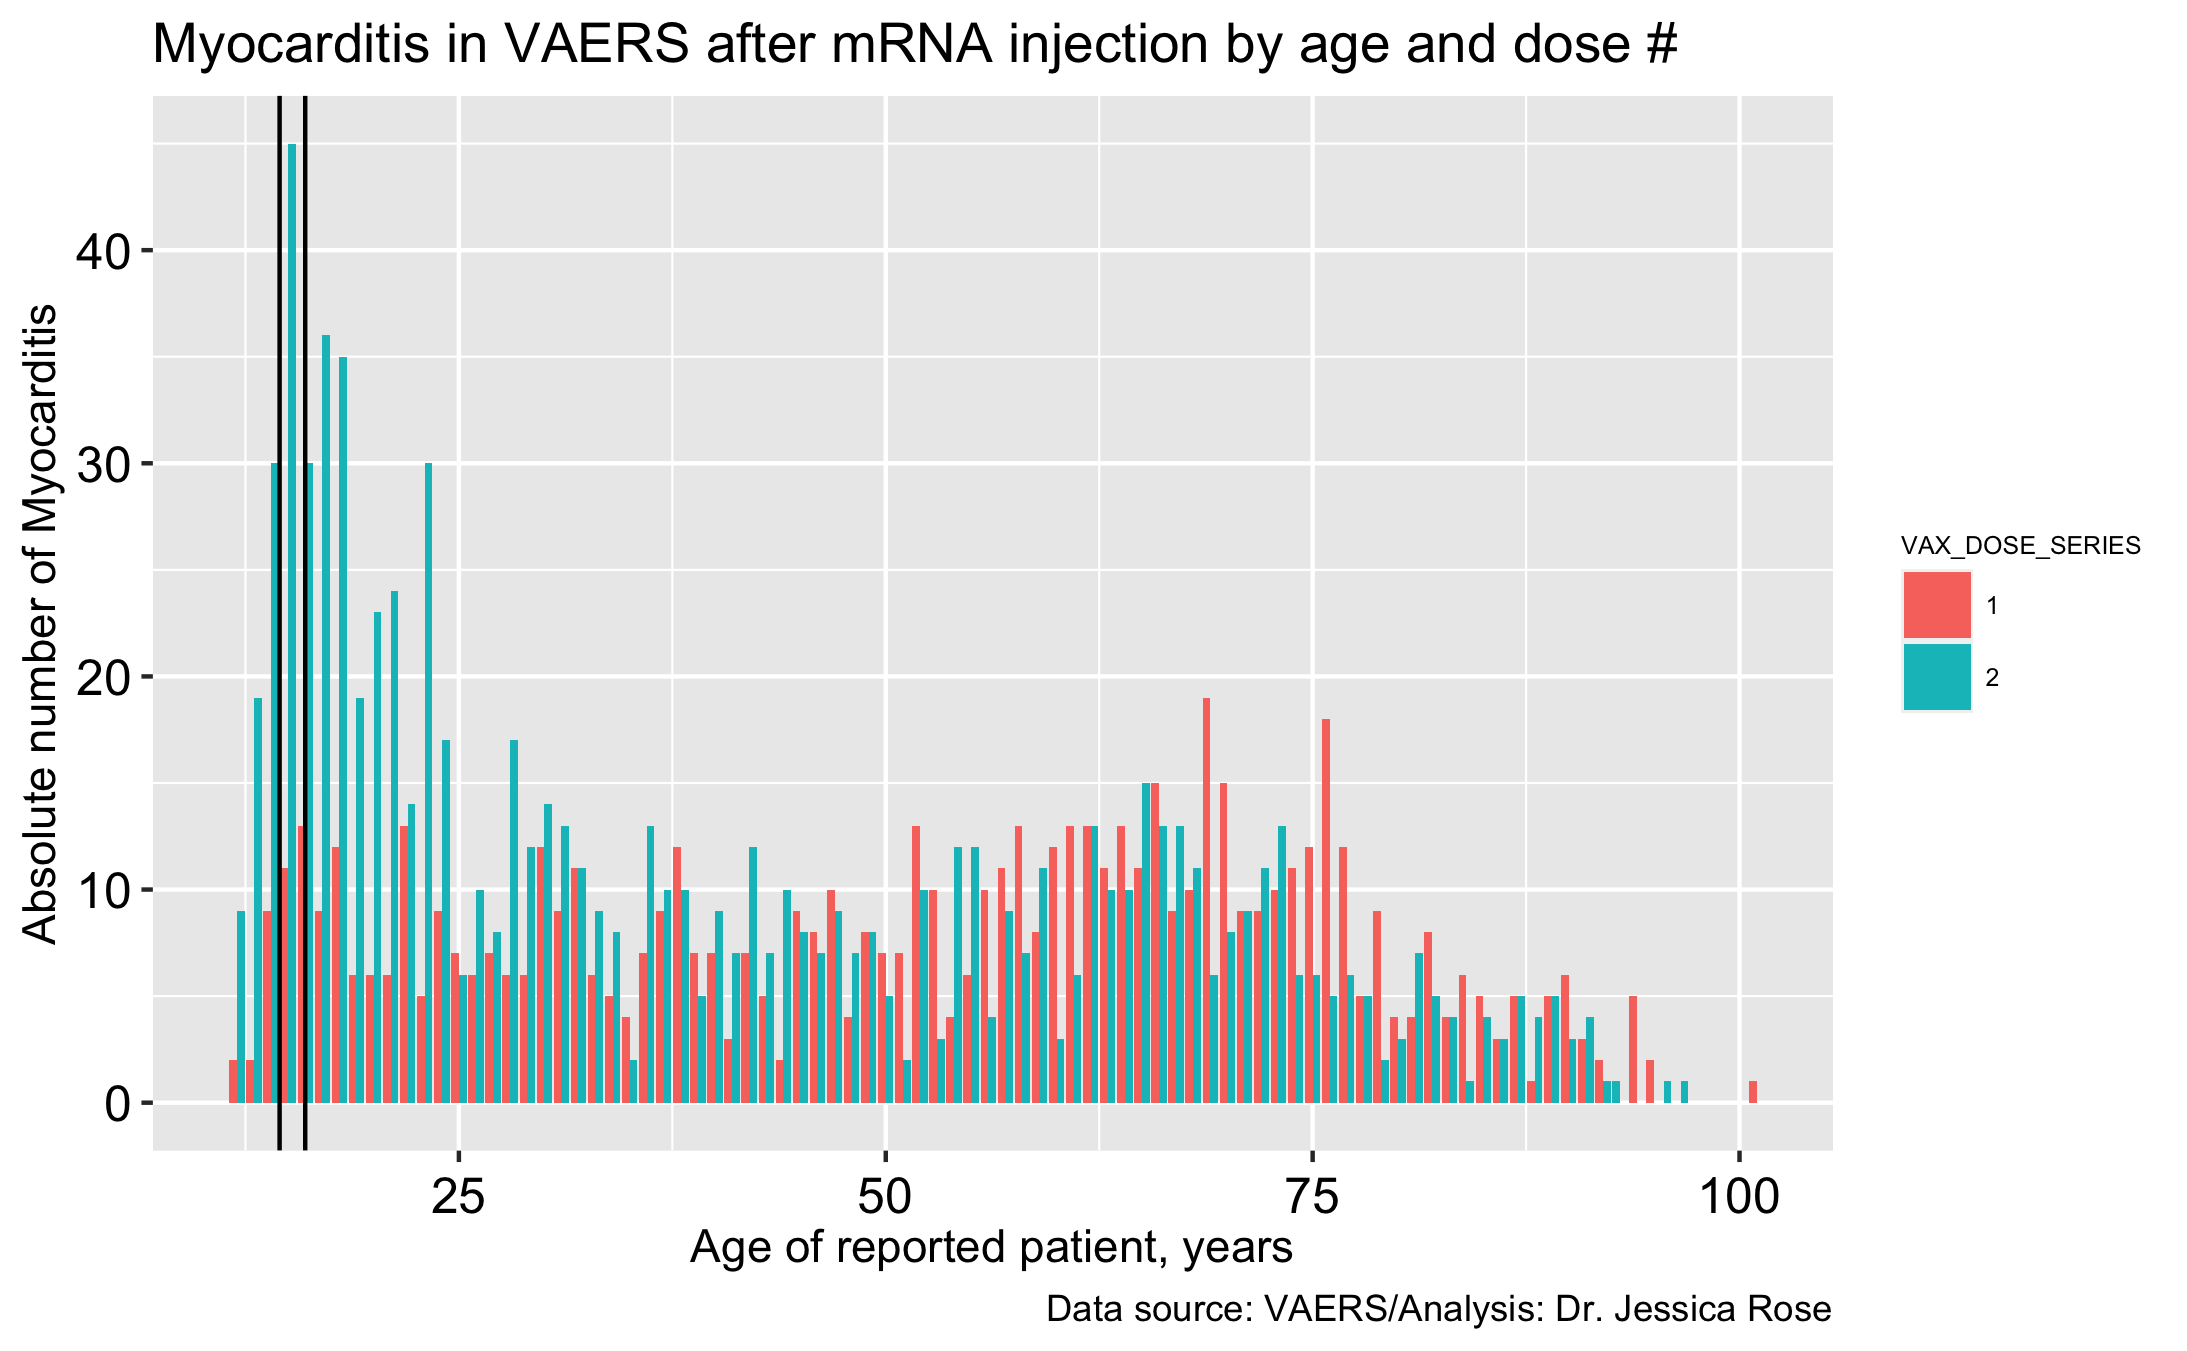 Myocarditis in VAERS after mRNA injection by age and dose #
Absolute number of Myocarditis
40
30
20
10
0
25
50
75
100
Age of reported patient, years
Data source: VAERS/Analysis: Dr. Jessica Rose
VAX_DOSE_SERIES
1
2